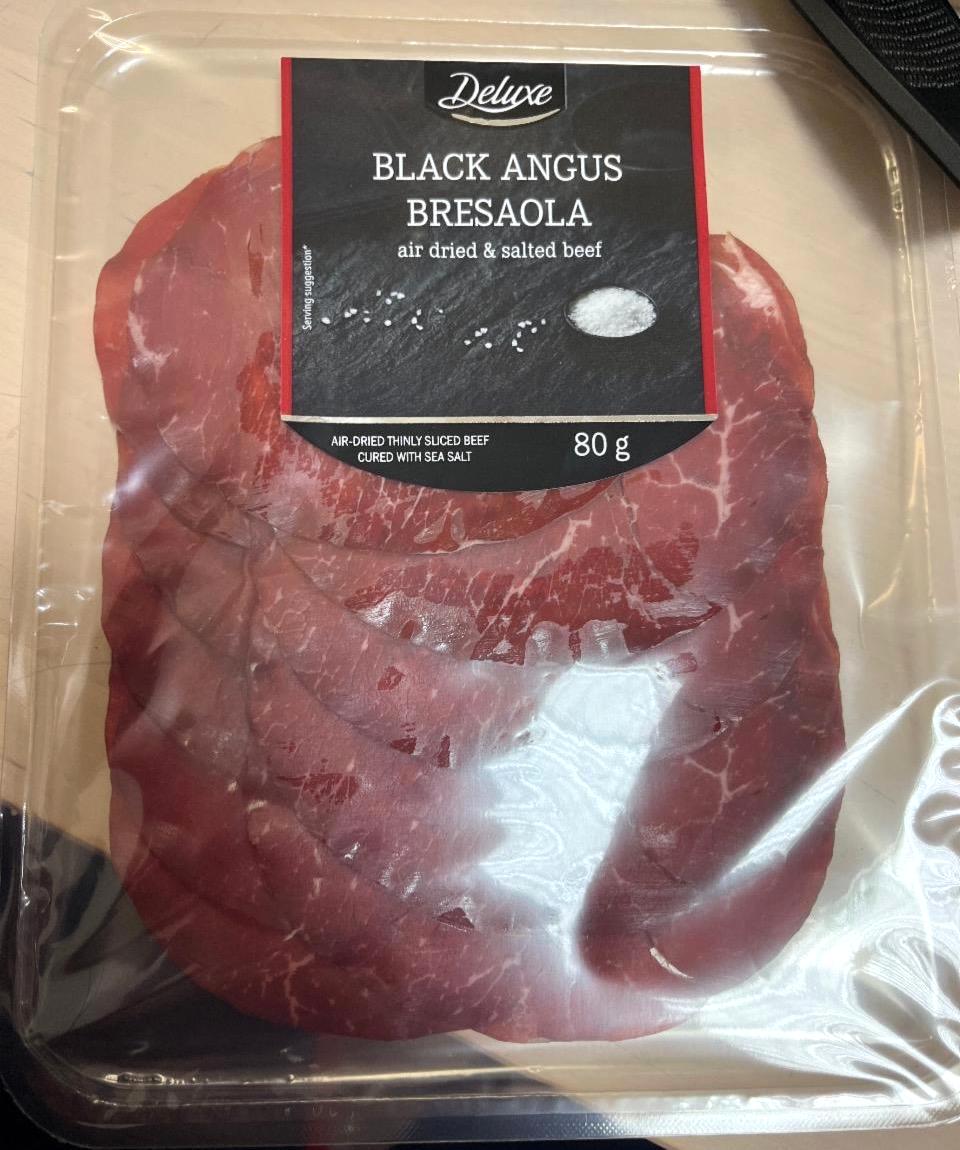 Deluxe
BLACK ANGUS
BRESAOLA
air dried & salted beef
Serving suggestion*
AIR-DRIED THINLY SLICED BEEF
CURED WITH SEA SALT
80 g